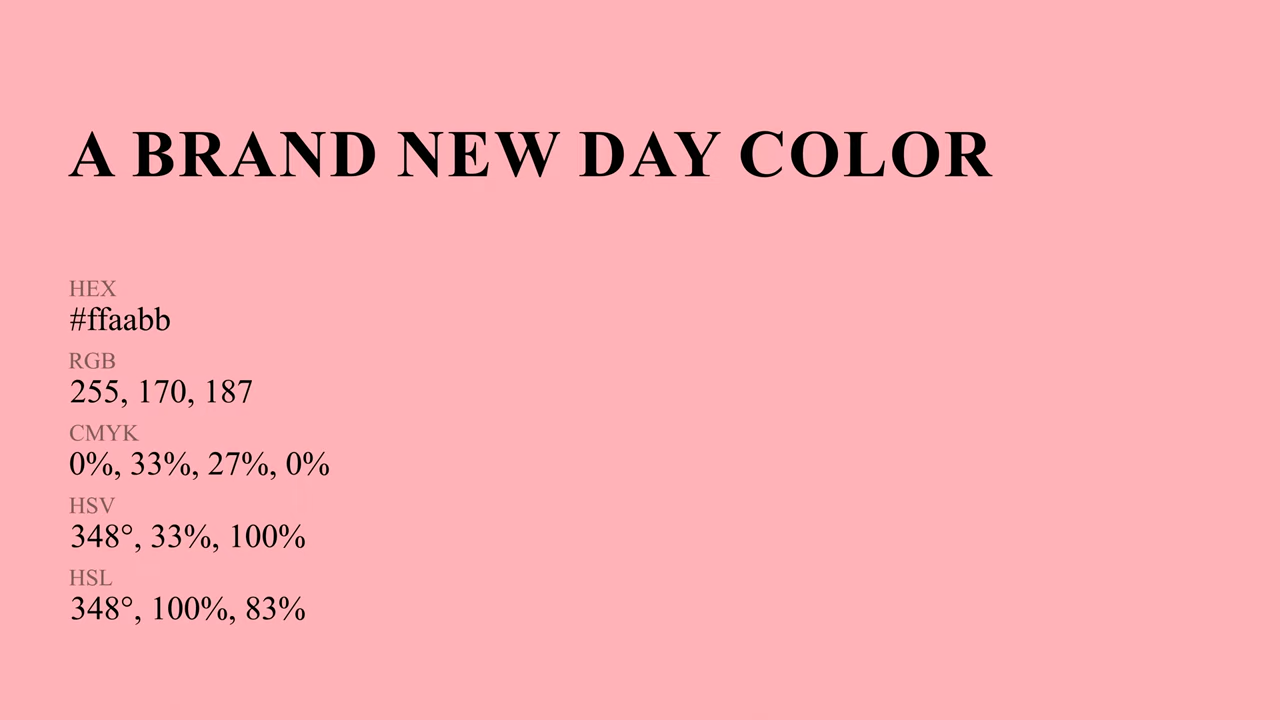 A BRAND NEW DAY COLOR
HEX
#ffaabb
RGB
255, 170, 187
CMYK
0%, 33%, 27%, 0%
HSV
348°, 33%, 100%
HSL
348°, 100%, 83%